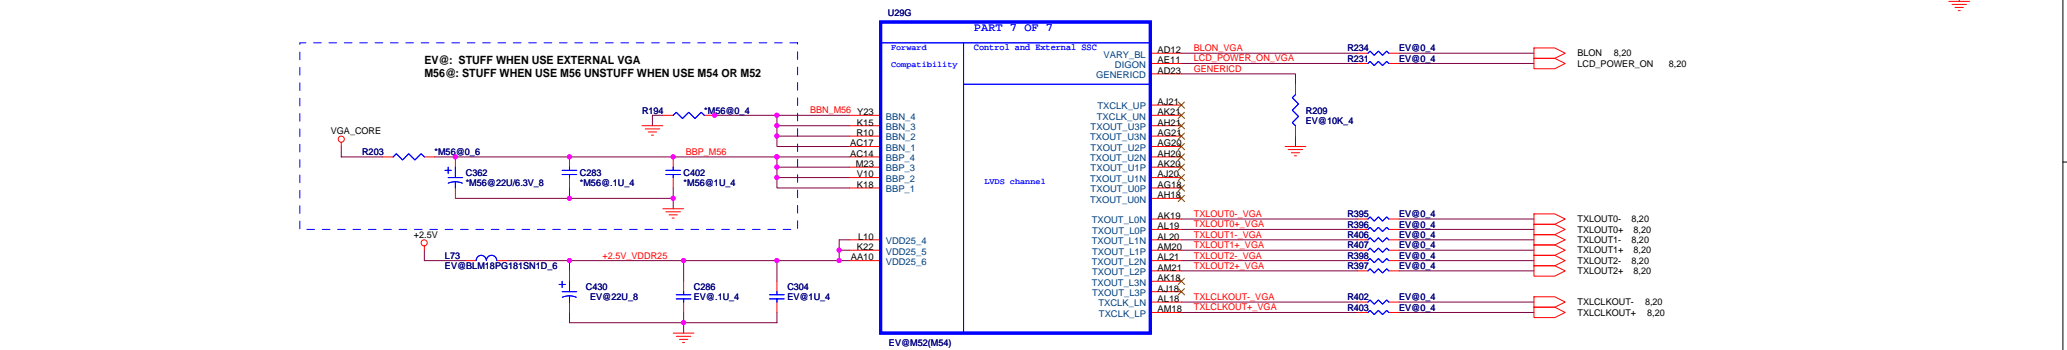 U29G
PART 7 OF 7
Forward
Compatibility
Control and External SSC
LVDS channel
EV@: STUFF WHEN USE EXTERNAL VGA
M56@: STUFF WHEN USE M56 UNSTUFF WHEN USE M54 OR M52
R194 *M56@0_4
BBN_M56 Y23 BBN_4
K15 BBN_3
R10 BBN_2
AC17 BBN_1
VGA_CORE
R203 *M56@0_6
BBP_M56 AC14 BBP_4
M23 BBP_3
V10 BBP_2
K18 BBP_1
C362
*M56@22U/6.3V_8
C283
*M56@.1U_4
C402
*M56@1U_4
+2.5V
L73
EV@BLM18PG181SN1D_6
+2.5V_VDDR25
L10 VDD25_4
K22 VDD25_5
AA10 VDD25_6
C430
EV@22U_8
C286
EV@.1U_4
C304
EV@1U_4
VARY_BL AD12 BLON_VGA R234 EV@0_4 BLON 8,20
DIGON AE11 LCD_POWER_ON_VGA R231 EV@0_4 LCD_POWER_ON 8,20
GENERICD AD23 GENERICD
R209
EV@10K_4
TXCLK_UP AJ21
TXCLK_UN AK21
TXOUT_U3P AH21
TXOUT_U3N AG21
TXOUT_U2P AG20
TXOUT_U2N AH20
TXOUT_U1P AK20
TXOUT_U1N AJ20
TXOUT_U0P AG18
TXOUT_U0N AH18
TXOUT_L0N AK19 TXLOUT0-_VGA R395 EV@0_4 TXLOUT0- 8,20
TXOUT_L0P AL19 TXLOUT0+_VGA R396 EV@0_4 TXLOUT0+ 8,20
TXOUT_L1N AL20 TXLOUT1-_VGA R406 EV@0_4 TXLOUT1- 8,20
TXOUT_L1P AM20 TXLOUT1+_VGA R407 EV@0_4 TXLOUT1+ 8,20
TXOUT_L2N AL21 TXLOUT2-_VGA R398 EV@0_4 TXLOUT2- 8,20
TXOUT_L2P AM21 TXLOUT2+_VGA R397 EV@0_4 TXLOUT2+ 8,20
TXOUT_L3N AK18
TXOUT_L3P AJ18
TXCLK_LN AL18 TXLCLKOUT-_VGA R402 EV@0_4 TXLCLKOUT- 8,20
TXCLK_LP AM18 TXLCLKOUT+_VGA R403 EV@0_4 TXLCLKOUT+ 8,20
EV@M52(M54)